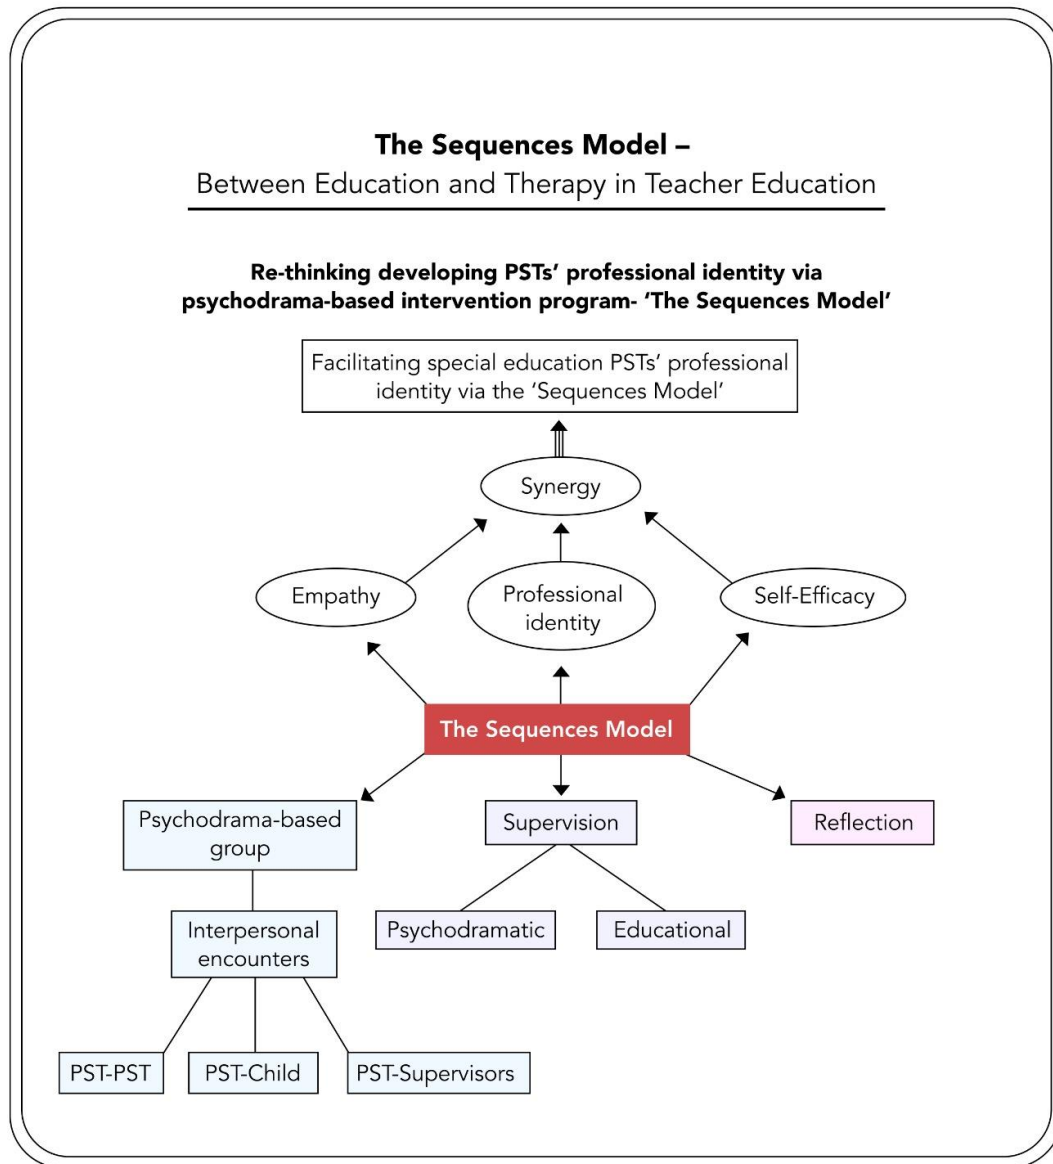 The Sequences Model –
Between Education and Therapy in Teacher Education
Re-thinking developing PSTs’ professional identity via
psychodrama-based intervention program- ‘The Sequences Model’
Facilitating special education PSTs’ professional
identity via the ‘Sequences Model’
Synergy
Empathy
Professional
identity
Self-Efficacy
The Sequences Model
Psychodrama-based
group
Supervision
Reflection
Interpersonal
encounters
Psychodramatic
Educational
PST-PST
PST-Child
PST-Supervisors